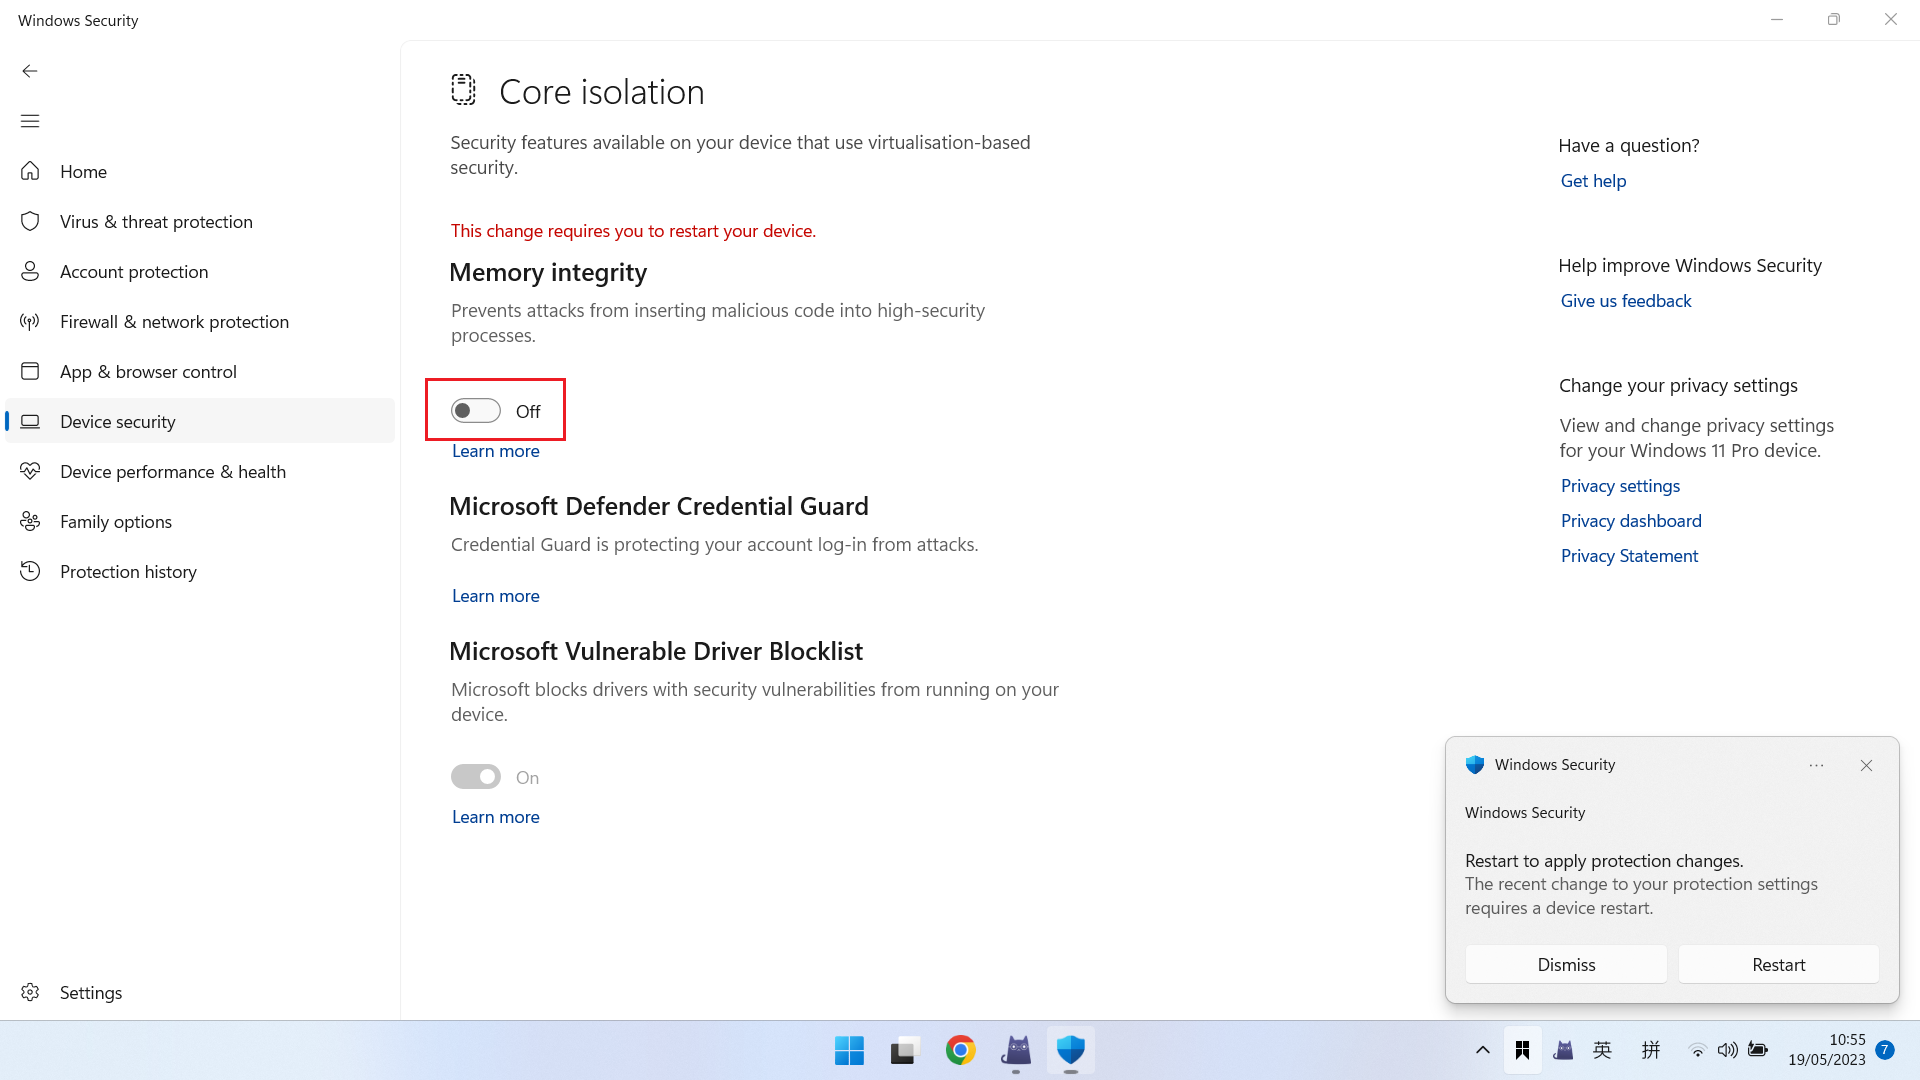 Windows Security
Home
Virus & threat protection
Account protection
Firewall & network protection
App & browser control
Device security
Device performance & health
Family options
Protection history
Settings
Core isolation
Security features available on your device that use virtualisation-based
security.
This change requires you to restart your device.
Memory integrity
Prevents attacks from inserting malicious code into high-security
processes.
Off
Learn more
Microsoft Defender Credential Guard
Credential Guard is protecting your account log-in from attacks.
Learn more
Microsoft Vulnerable Driver Blocklist
Microsoft blocks drivers with security vulnerabilities from running on your
device.
On
Learn more
Have a question?
Get help
Help improve Windows Security
Give us feedback
Change your privacy settings
View and change privacy settings
for your Windows 11 Pro device.
Privacy settings
Privacy dashboard
Privacy Statement
Windows Security
Windows Security
Restart to apply protection changes.
The recent change to your protection settings
requires a device restart.
Dismiss
Restart
英
拼
10:55
19/05/2023
7